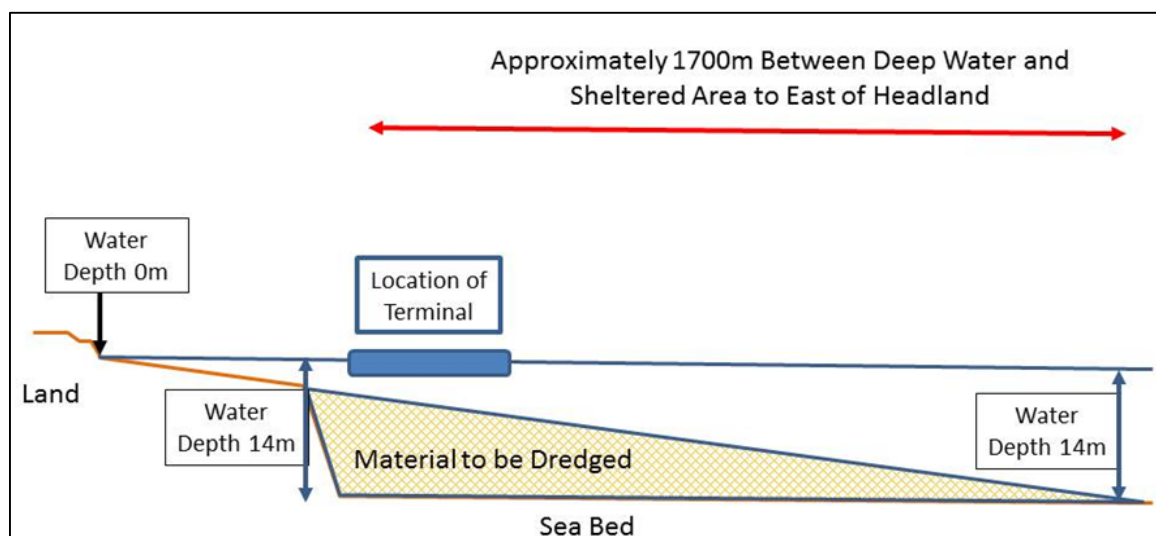 Approximately 1700m Between Deep Water and
Sheltered Area to East of Headland
Water
Depth 0m
Location of
Terminal
Land
Water
Depth 14m
Water
Depth 14m
Material to be Dredged
Sea Bed